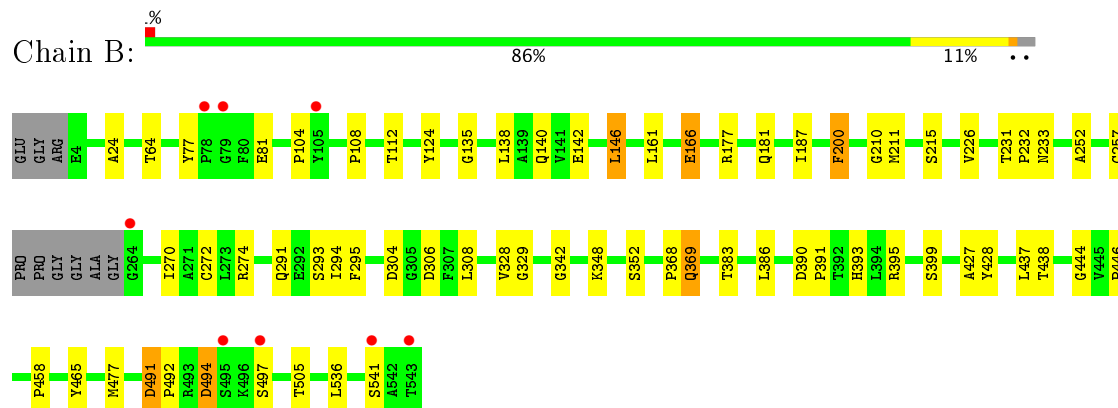 .%
Chain B:
86% 11% ..
GLU GLY ARG E4 A24 T64 Y77 P78 G79 F80 E81 P104 Y105 P108 T112 Y124 G135 L138 A139 Q140 V141 E142 L146 L161 E166 R177 Q181 I187 F200 G210 M211 S215 V226 T231 P232 N233 A252
PRO PRO GLY GLY ALA GLY G264 I270 A271 C272 L273 R274 Q291 E292 S293 I294 F295 D304 G305 D306 F307 L308 V328 G329 G342 K348 S352 P368 Q369 T383 L386 D390 P391 T392 H393 L394 R395 S399 A427 Y428 L437 T438 G444 V445
P458 Y465 M477 D491 P492 R493 D494 S495 K496 S497 T505 L536 S541 A542 T543